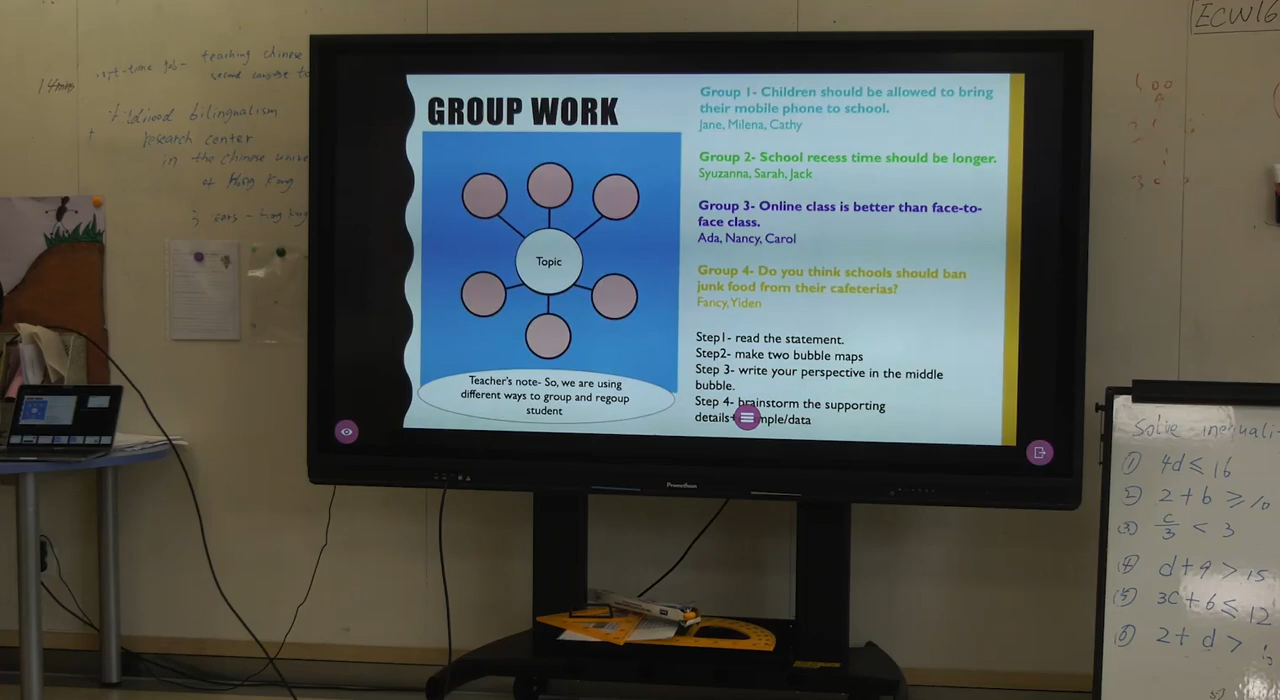 ECW16
14mins
teaching chinese
second
bilingualism
research center
in the chinese
of Hong Kong
GROUP WORK
Topic
Teacher's note- So, we are using
different ways to group and regoup
student
Group 1- Children should be allowed to bring
their mobile phone to school.
Jane, Milena, Cathy
Group 2- School recess time should be longer.
Syuzanna, Sarah, Jack
Group 3- Online class is better than face-to-
face class.
Ada, Nancy, Carol
Group 4- Do you think schools should ban
junk food from their cafeterias?
Fancy, Yiden
Step1- read the statement.
Step2- make two bubble maps
Step 3- write your perspective in the middle
bubble.
Step 4- brainstorm the supporting
details+ mple/data
Promethean
Solve inequali
① 4d ≤ 16
② 2 + b ≥ 10
③ c/3 < 3
④ d + 9 > 15
⑤ 3c + 6 ≤ 12
⑥ 2 + d >